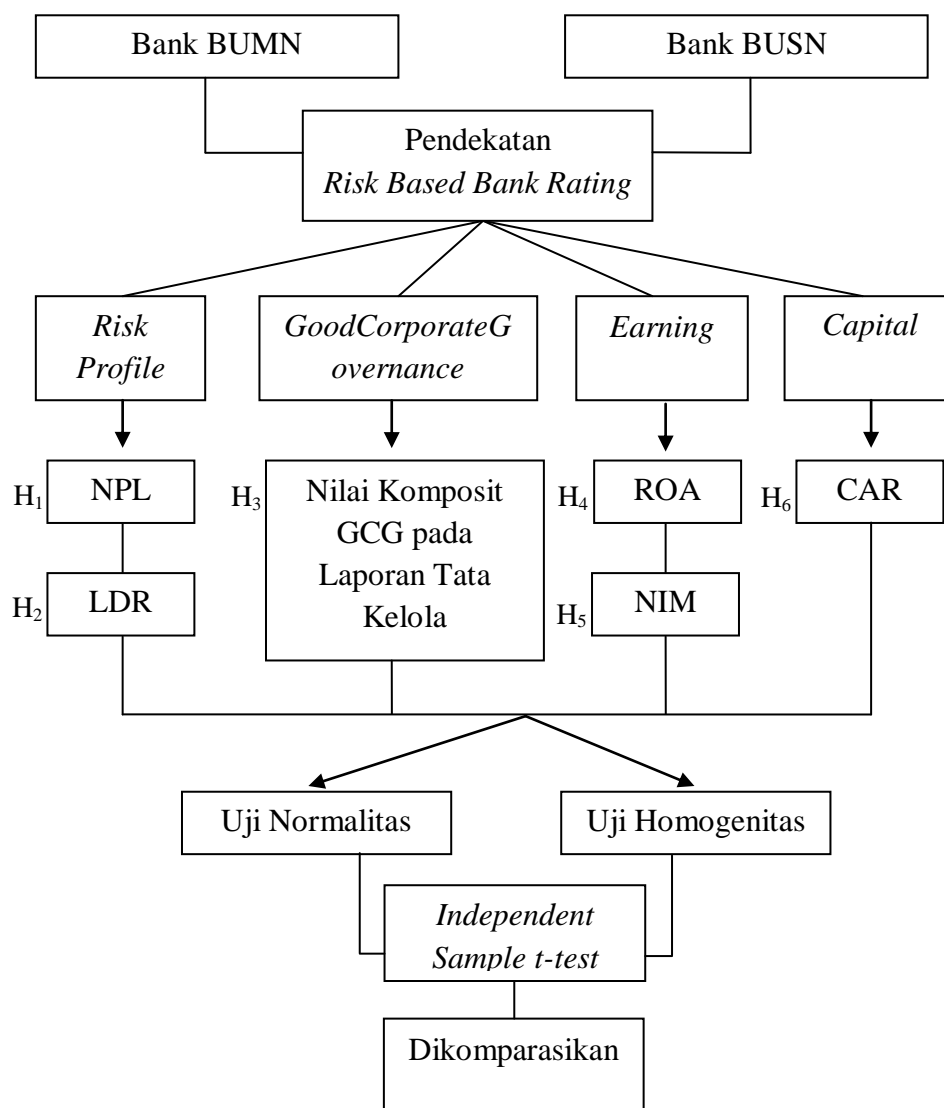 Bank BUMN
Bank BUSN
Pendekatan
Risk Based Bank Rating
Risk
Profile
GoodCorporateG
overnance
Earning
Capital
H1
NPL
H3
Nilai Komposit
GCG pada
Laporan Tata
Kelola
H4
ROA
H6
CAR
H2
LDR
H5
NIM
Uji Normalitas
Uji Homogenitas
Independent
Sample t-test
Dikomparasikan